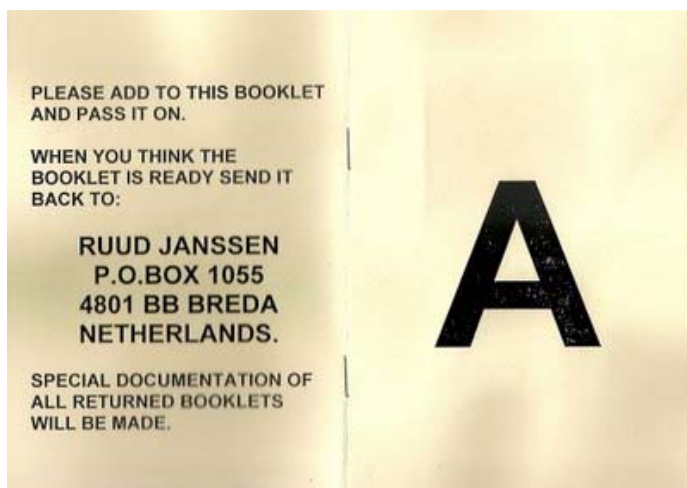 PLEASE ADD TO THIS BOOKLET
AND PASS IT ON.
WHEN YOU THINK THE
BOOKLET IS READY SEND IT
BACK TO:
RUUD JANSSEN
P.O.BOX 1055
4801 BB BREDA
NETHERLANDS.
SPECIAL DOCUMENTATION OF
ALL RETURNED BOOKLETS
WILL BE MADE.
A